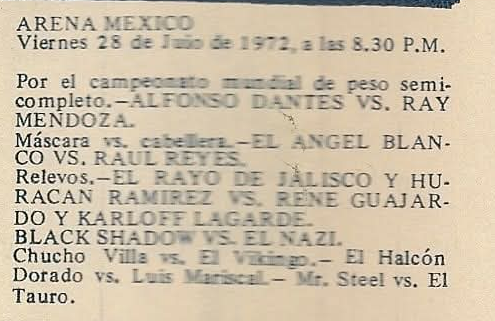 ARENA MEXICO
Viernes 28 de Julio de 1972, a las 8.30 P.M.
Por el campeonato mundial de peso semi-
completo.—ALFONSO DANTES VS. RAY
MENDOZA.
Máscara vs. cabellera.—EL ANGEL BLAN-
CO VS. RAUL REYES.
Relevos.—EL RAYO DE JALISCO Y HU-
RACAN RAMIREZ VS. RENE GUAJAR-
DO Y KARLOFF LAGARDE.
BLACK SHADOW VS. EL NAZI.
Chucho Villa vs. El Vikingo.— El Halcón
Dorado vs. Luis Mariscal.— Mr. Steel vs. El
Tauro.